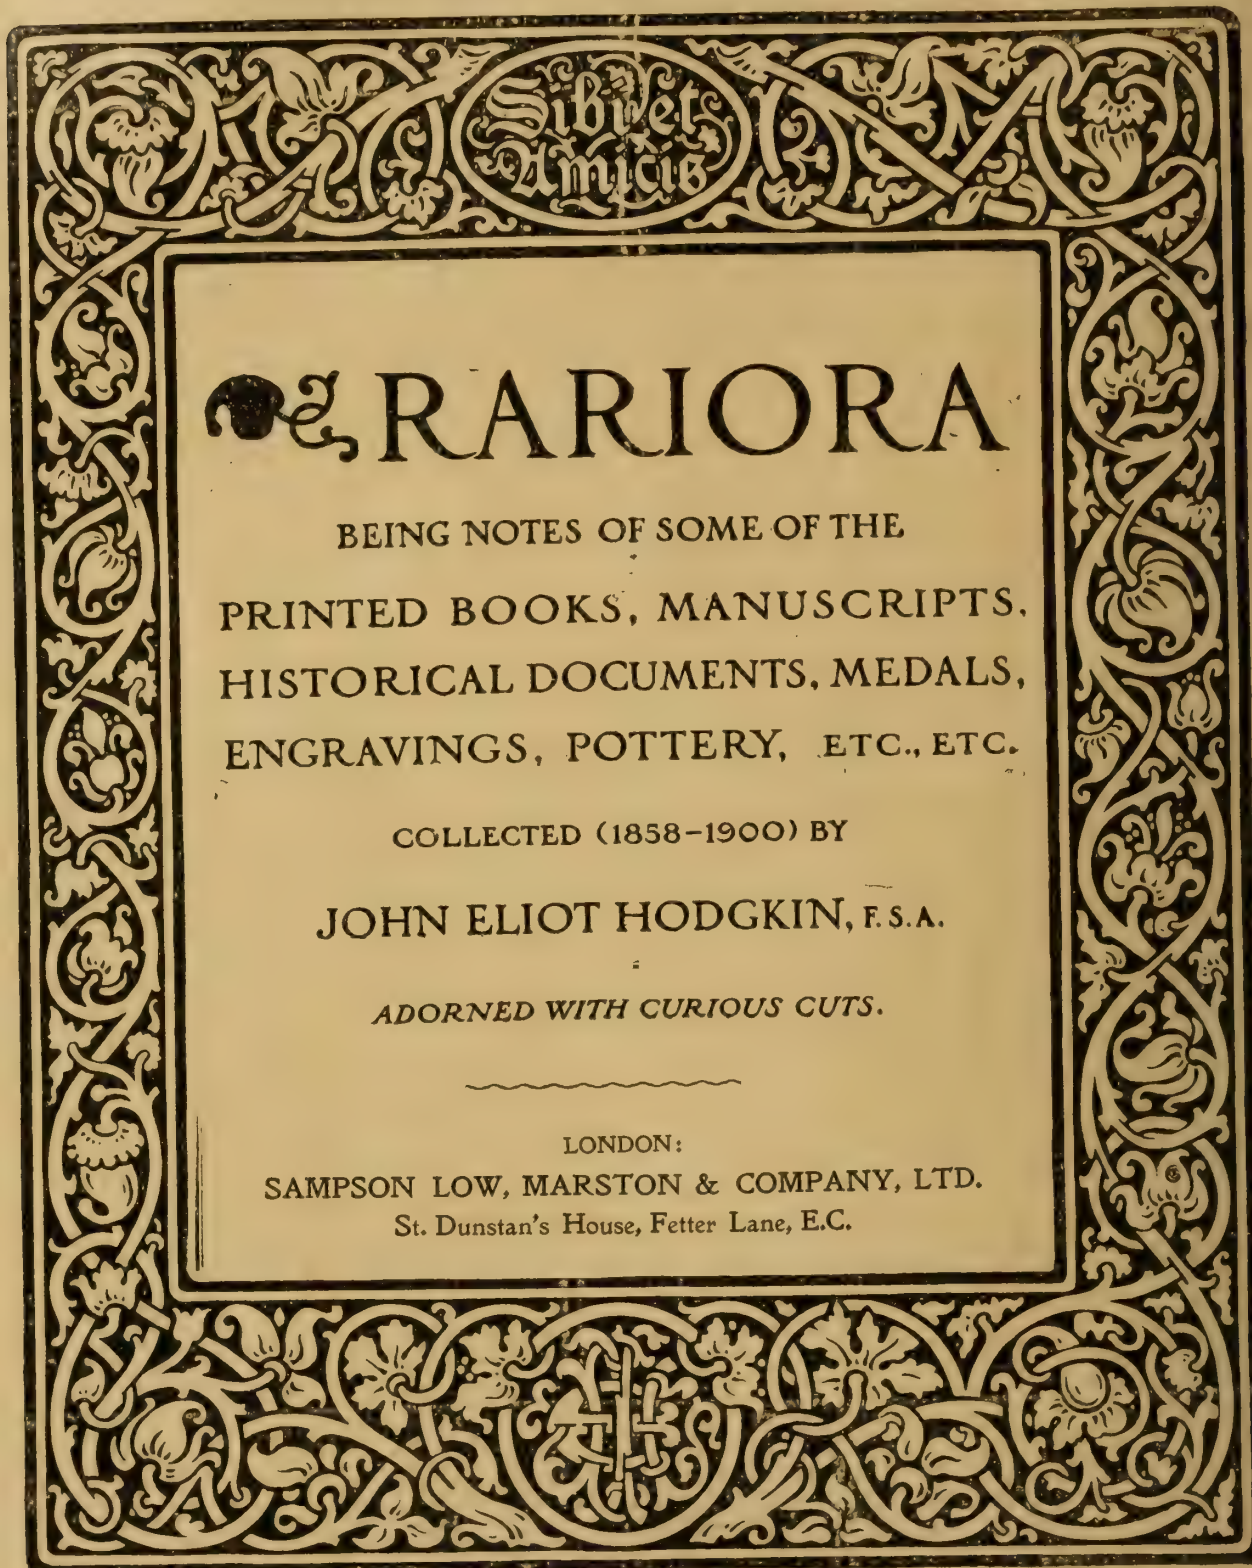 Sibi et
Amicis
RARIORA
BEING NOTES OF SOME OF THE
PRINTED BOOKS, MANUSCRIPTS,
HISTORICAL DOCUMENTS, MEDALS,
ENGRAVINGS, POTTERY, ETC., ETC.
COLLECTED (1858–1900) BY
JOHN ELIOT HODGKIN, F.S.A.
ADORNED WITH CURIOUS CUTS.
LONDON:
SAMPSON LOW, MARSTON & COMPANY, LTD.
St. Dunstan's House, Fetter Lane, E.C.